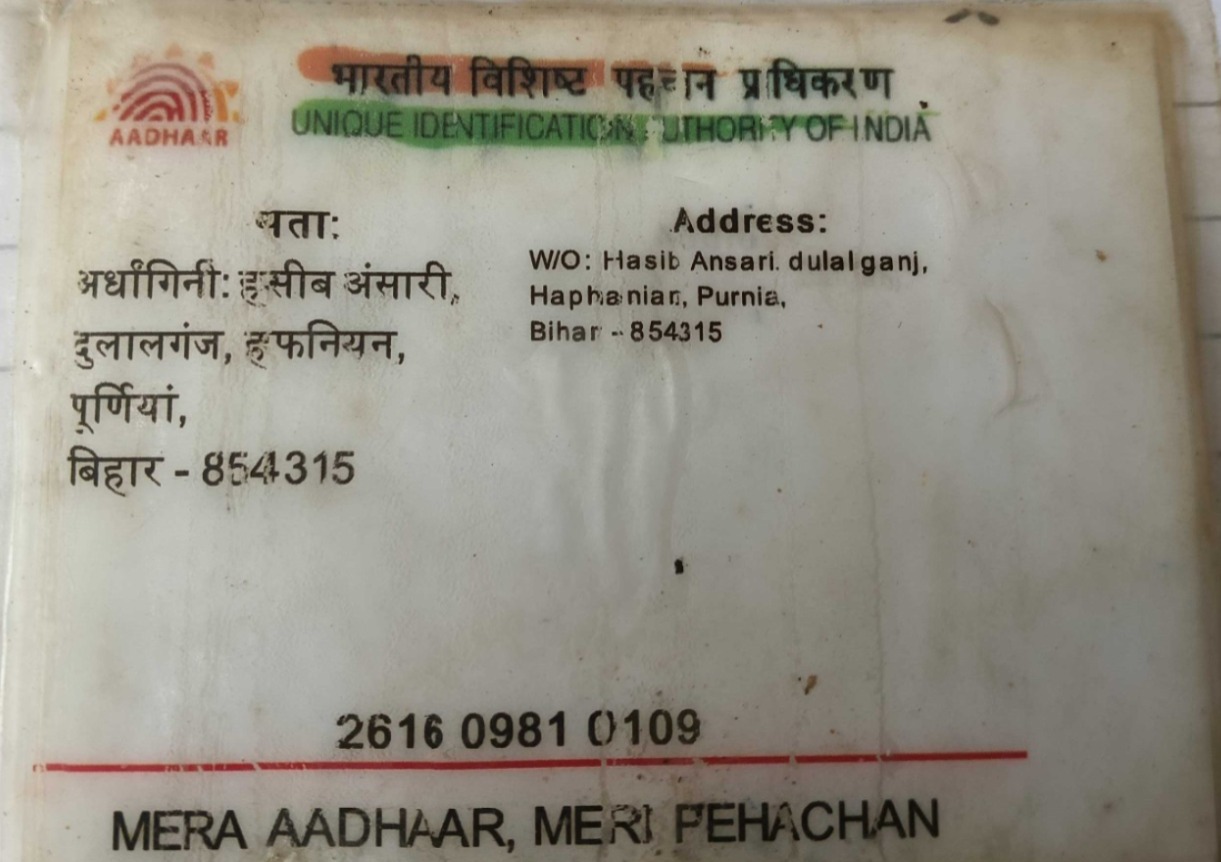 भारतीय विशिष्ट पहचान प्राधिकरण
UNIQUE IDENTIFICATION AUTHORITY OF INDIA
AADHAAR
पता:
अर्धांगिनी: हसीब अंसारी,
दुलालगंज, हफनियन,
पूर्णियां,
बिहार - 854315
Address:
W/O: Hasib Ansari. dulalganj,
Haphanian, Purnia,
Bihar - 854315
2616 0981 0109
MERA AADHAAR, MERI PEHACHAN